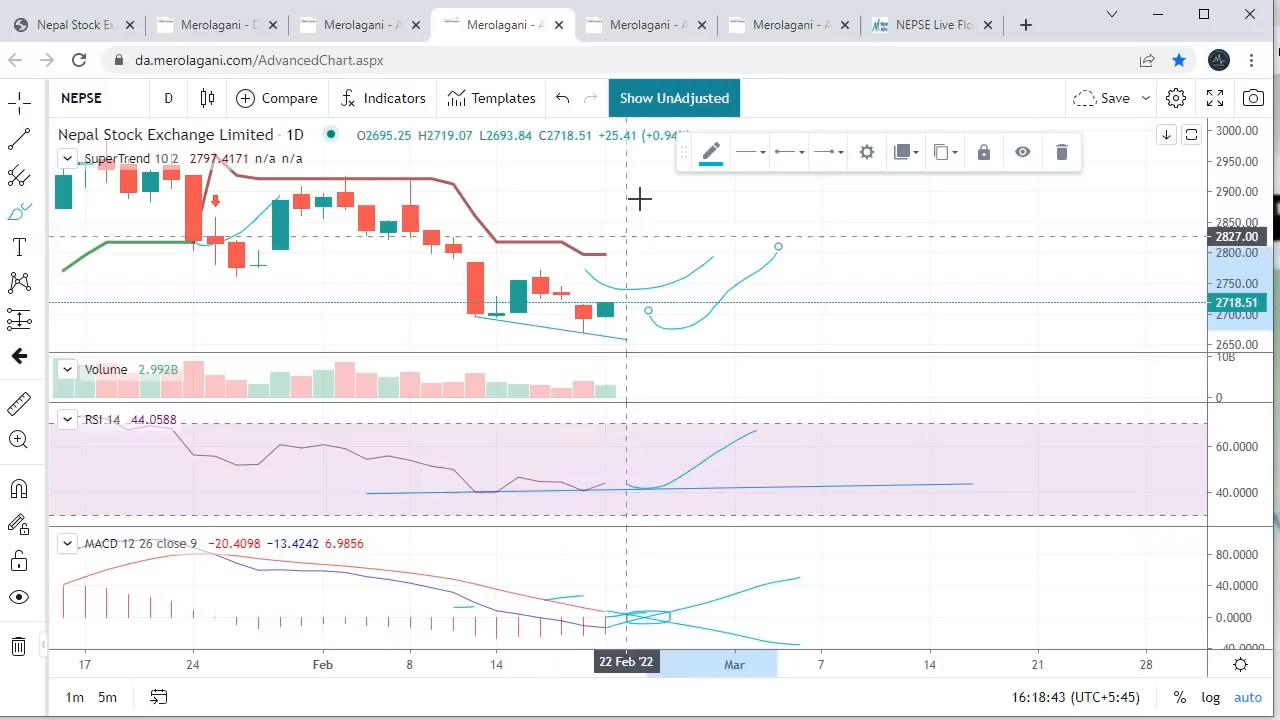 Nepal Stock Ex
Merolagani - D
Merolagani - A
Merolagani - A
Merolagani - A
Merolagani - A
NEPSE Live Flo
da.merolagani.com/AdvancedChart.aspx
NEPSE
D
Compare
Indicators
Templates
Show UnAdjusted
Save
Nepal Stock Exchange Limited · 1D
O2695.25 H2719.07 L2693.84 C2718.51 +25.41 (+0.94%
SuperTrend 10 2 2797.4171 n/a n/a
3000.00
2950.00
2900.00
2850.00
2827.00
2800.00
2750.00
2718.51
2700.00
2650.00
Volume 2.992B
10B
0
RSI 14 44.0588
60.0000
40.0000
MACD 12 26 close 9 −20.4098 −13.4242 6.9856
80.0000
40.0000
0.0000
-40.0000
17 24 Feb 8 14 22 Feb '22 Mar 7 14 21 28
1m 5m
16:18:43 (UTC+5:45)
% log auto